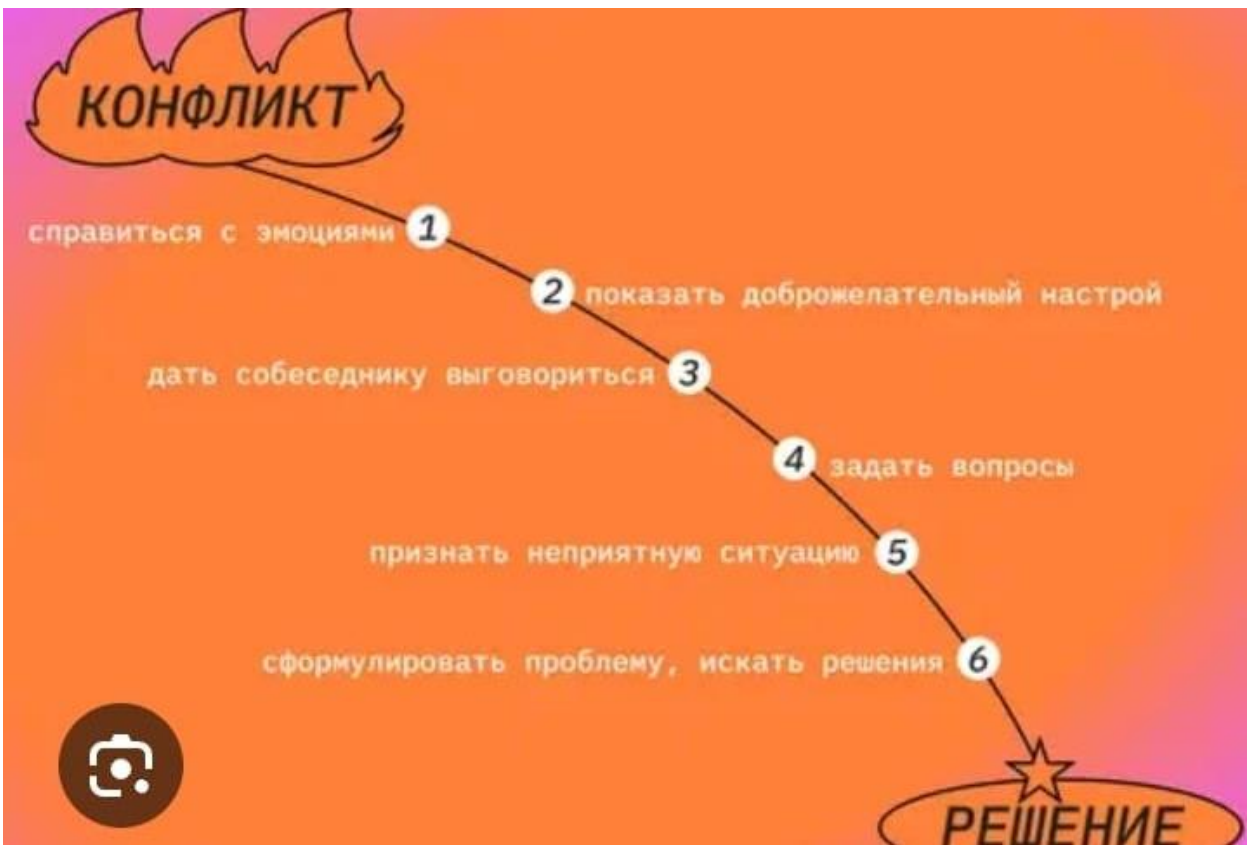 КОНФЛИКТ
справиться с эмоциями 1
2 показать доброжелательный настрой
дать собеседнику выговориться 3
4 задать вопросы
признать неприятную ситуацию 5
сформулировать проблему, искать решения 6
РЕШЕНИЕ